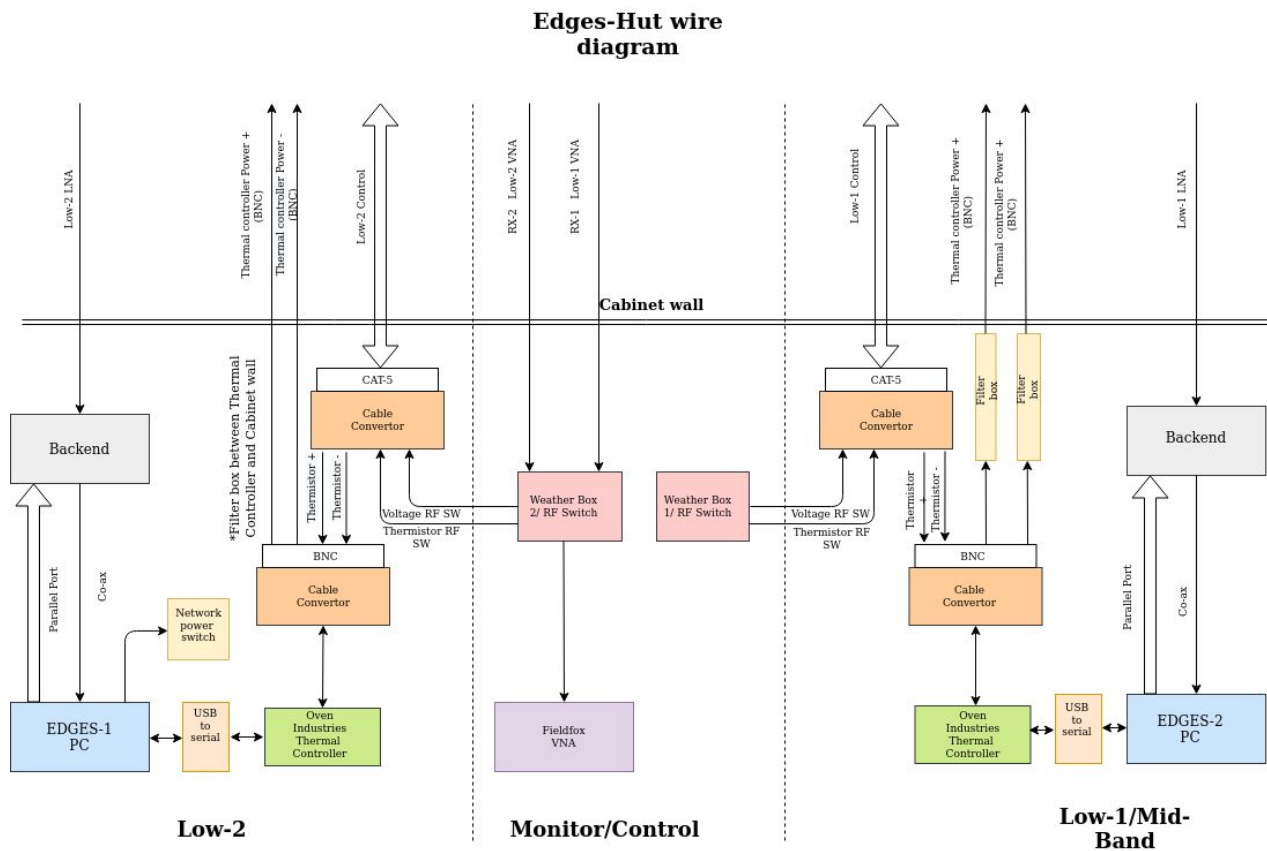 Edges-Hut wire
diagram
Low-2 LNA
Thermal controller Power +
(BNC)
Thermal controller Power -
(BNC)
Low-2 Control
RX-2   Low-2 VNA
RX-1   Low-1 VNA
Low-1 Control
Thermal controller Power +
(BNC)
Thermal controller Power +
(BNC)
Low-1 LNA
Cabinet wall
*Filter box between Thermal
Controller and Cabinet wall
CAT-5
Cable
Convertor
CAT-5
Cable
Convertor
Filter
box
Filter
box
Backend
Backend
Thermistor +
Thermistor -
Voltage RF SW
Thermistor RF
SW
Weather Box
2/ RF Switch
Weather Box
1/ RF Switch
Voltage RF SW
Thermistor RF
SW
Thermistor
+
Thermistor -
BNC
Cable
Convertor
BNC
Cable
Convertor
Parallel Port
Co-ax
Network
power
switch
Parallel Port
Co-ax
EDGES-1
PC
USB
to
serial
Oven
Industries
Thermal
Controller
Fieldfox
VNA
Oven
Industries
Thermal
Controller
USB
to
serial
EDGES-2
PC
Low-2
Monitor/Control
Low-1/Mid-
Band